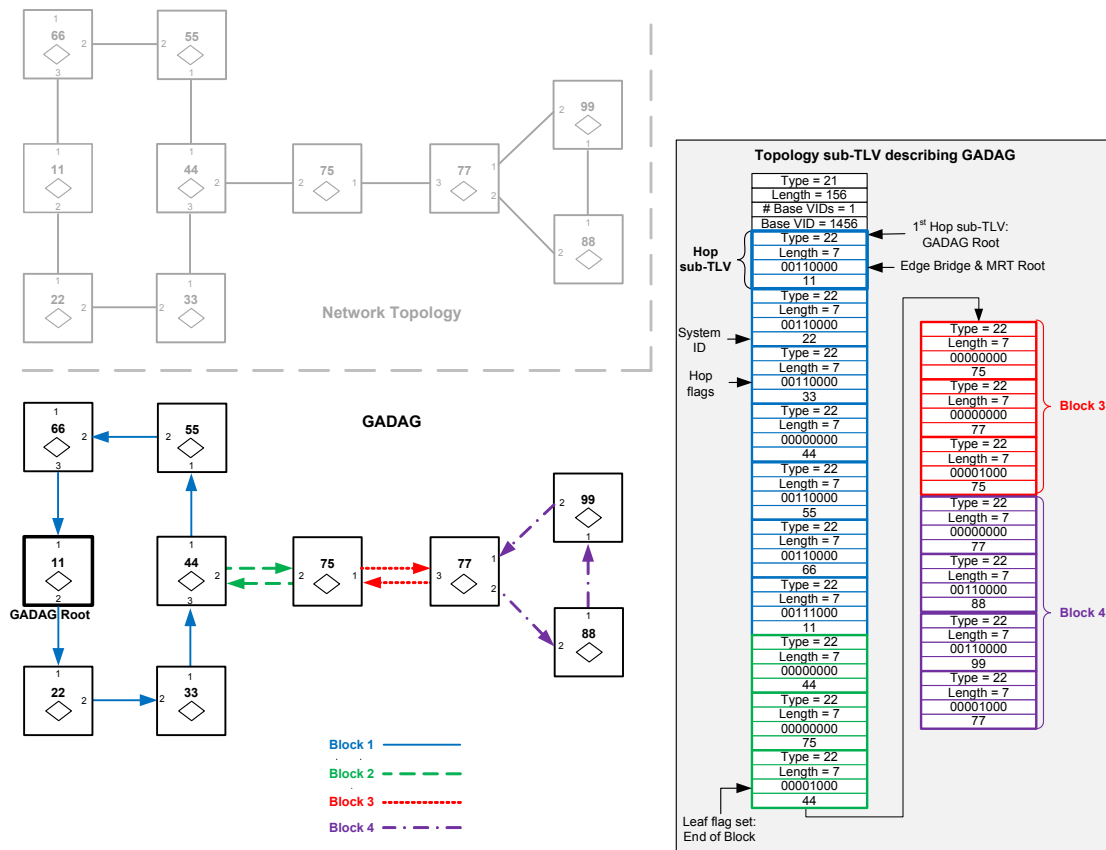 1
66
2
3
2
55
1
1
11
2
1
44
2
3
2
75
1
1
77
3
2
2
99
1
1
88
2
1
22
2
1
33
2
Network Topology
GADAG
1
66
2
3
2
55
1
1
11
2
GADAG Root
1
44
2
3
2
75
1
1
77
3
2
2
99
1
1
88
2
1
22
2
1
33
2
Block 1
Block 2
Block 3
Block 4
Topology sub-TLV describing GADAG
Type = 21
Length = 156
# Base VIDs = 1
Base VID = 1456
Hop
sub-TLV
Type = 22
Length = 7
00110000
11
1st Hop sub-TLV:
GADAG Root
Edge Bridge & MRT Root
Type = 22
Length = 7
00110000
22
System
ID
Type = 22
Length = 7
00110000
33
Hop
flags
Type = 22
Length = 7
00000000
44
Type = 22
Length = 7
00110000
55
Type = 22
Length = 7
00110000
66
Type = 22
Length = 7
00111000
11
Type = 22
Length = 7
00000000
44
Type = 22
Length = 7
00000000
75
Type = 22
Length = 7
00001000
44
Leaf flag set:
End of Block
Type = 22
Length = 7
00000000
75
Type = 22
Length = 7
00000000
77
Type = 22
Length = 7
00001000
75
Block 3
Type = 22
Length = 7
00000000
77
Type = 22
Length = 7
00110000
88
Type = 22
Length = 7
00110000
99
Type = 22
Length = 7
00001000
77
Block 4